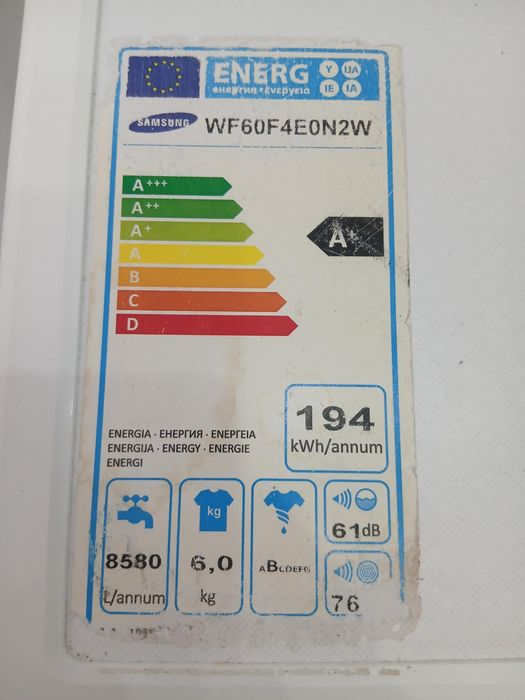 ENERG Y IJA
енергия · ενεργεια IE IA
SAMSUNG WF60F4E0N2W
A+++
A++
A+
A+
A
B
C
D
194
kWh/annum
ENERGIA · ЕНЕРГИЯ · ΕΝΕΡΓΕΙΑ
ENERGIJA · ENERGY · ENERGIE
ENERGI
kg
61dB
8580
L/annum
6,0
kg
ABCDEFG
76